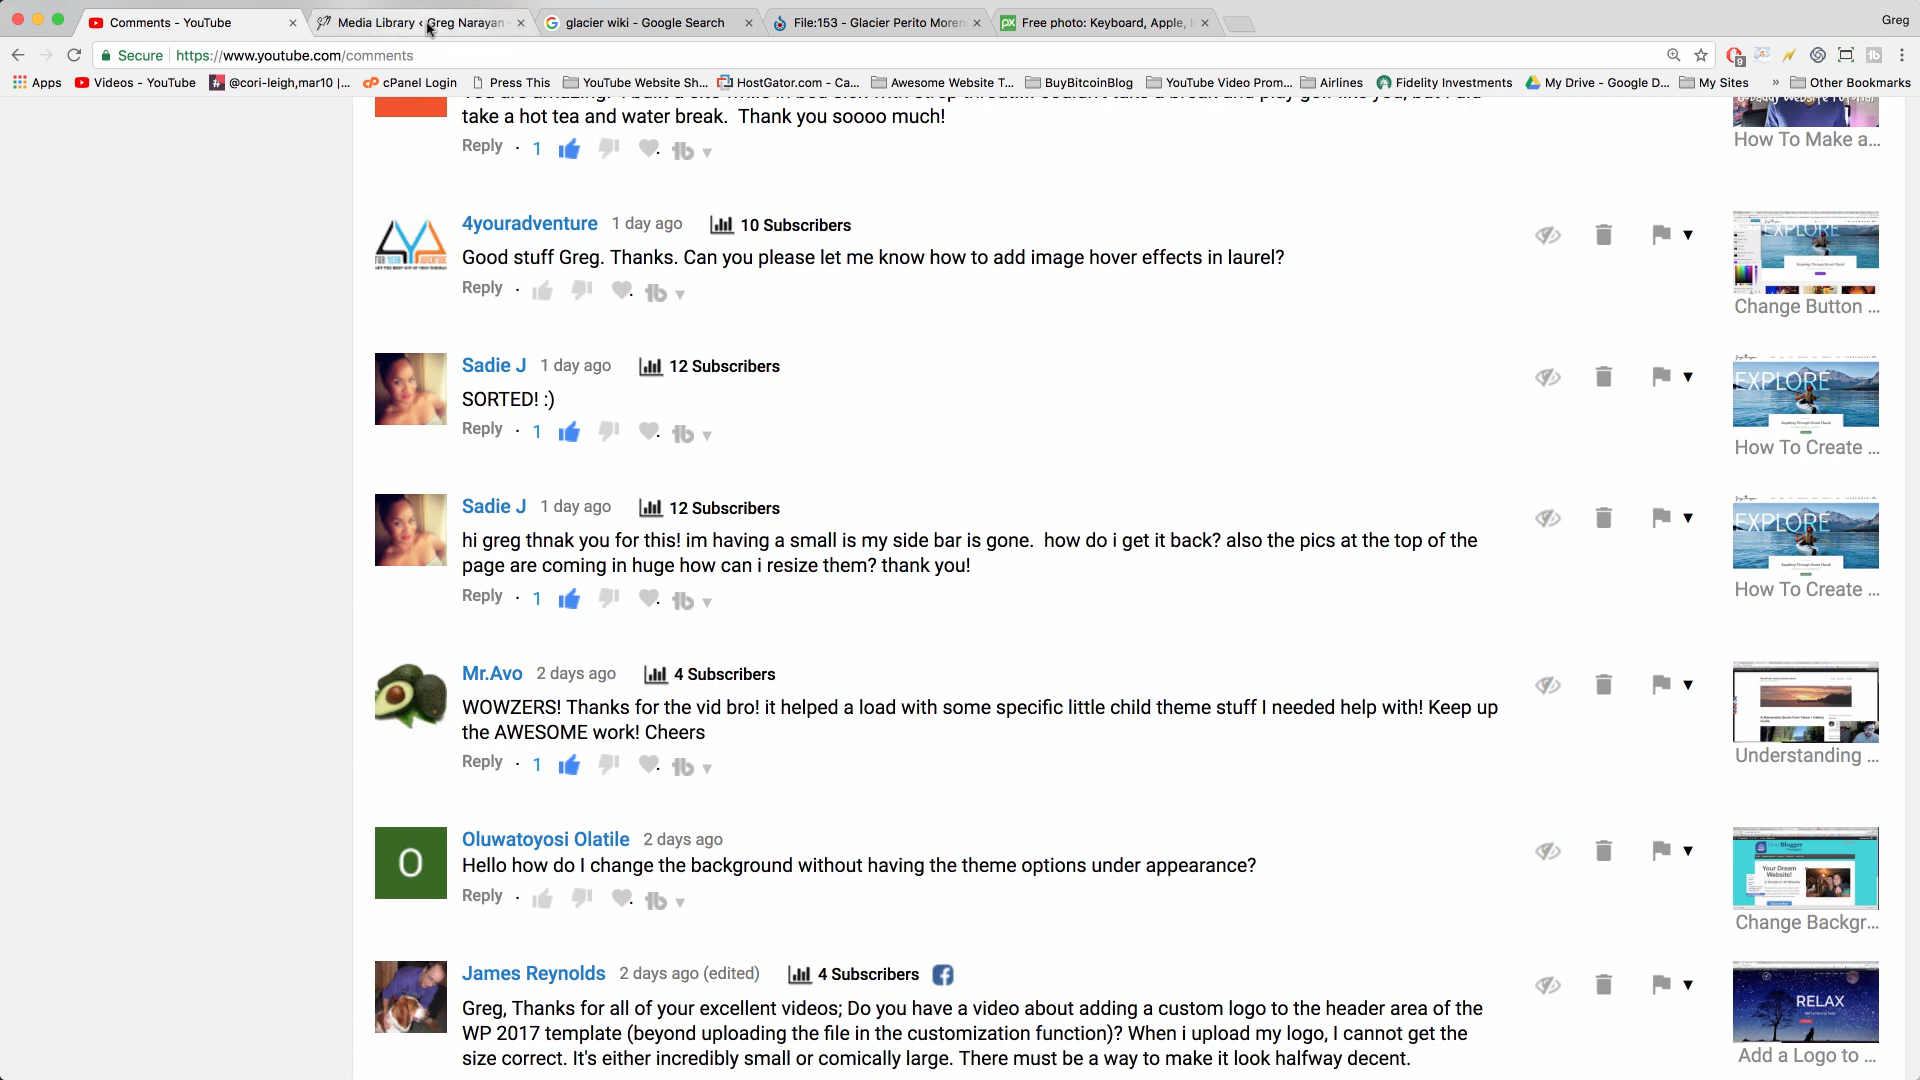 Comments - YouTube
Media Library ‹ Greg Narayan
glacier wiki - Google Search
File:153 - Glacier Perito Moren
Free photo: Keyboard, Apple,
Greg
Secure https://www.youtube.com/comments
9
Apps Videos - YouTube @cori-leigh,mar10 |... cPanel Login Press This YouTube Website Sh... HostGator.com - Ca... Awesome Website T... BuyBitcoinBlog YouTube Video Prom... Airlines Fidelity Investments My Drive - Google D... My Sites » Other Bookmarks
take a hot tea and water break. Thank you soooo much!
Reply · 1
How To Make a...
4youradventure 1 day ago 10 Subscribers
Good stuff Greg. Thanks. Can you please let me know how to add image hover effects in laurel?
Reply ·
EXPLORE
Change Button ...
Sadie J 1 day ago 12 Subscribers
SORTED! :)
Reply · 1
EXPLORE
How To Create ...
Sadie J 1 day ago 12 Subscribers
hi greg thnak you for this! im having a small is my side bar is gone. how do i get it back? also the pics at the top of the
page are coming in huge how can i resize them? thank you!
Reply · 1
EXPLORE
How To Create ...
Mr.Avo 2 days ago 4 Subscribers
WOWZERS! Thanks for the vid bro! it helped a load with some specific little child theme stuff I needed help with! Keep up
the AWESOME work! Cheers
Reply · 1
Understanding ...
O
Oluwatoyosi Olatile 2 days ago
Hello how do I change the background without having the theme options under appearance?
Reply ·
Your Dream
Website!
Change Backgr...
James Reynolds 2 days ago (edited) 4 Subscribers
Greg, Thanks for all of your excellent videos; Do you have a video about adding a custom logo to the header area of the
WP 2017 template (beyond uploading the file in the customization function)? When i upload my logo, I cannot get the
size correct. It's either incredibly small or comically large. There must be a way to make it look halfway decent.
RELAX
Add a Logo to ...